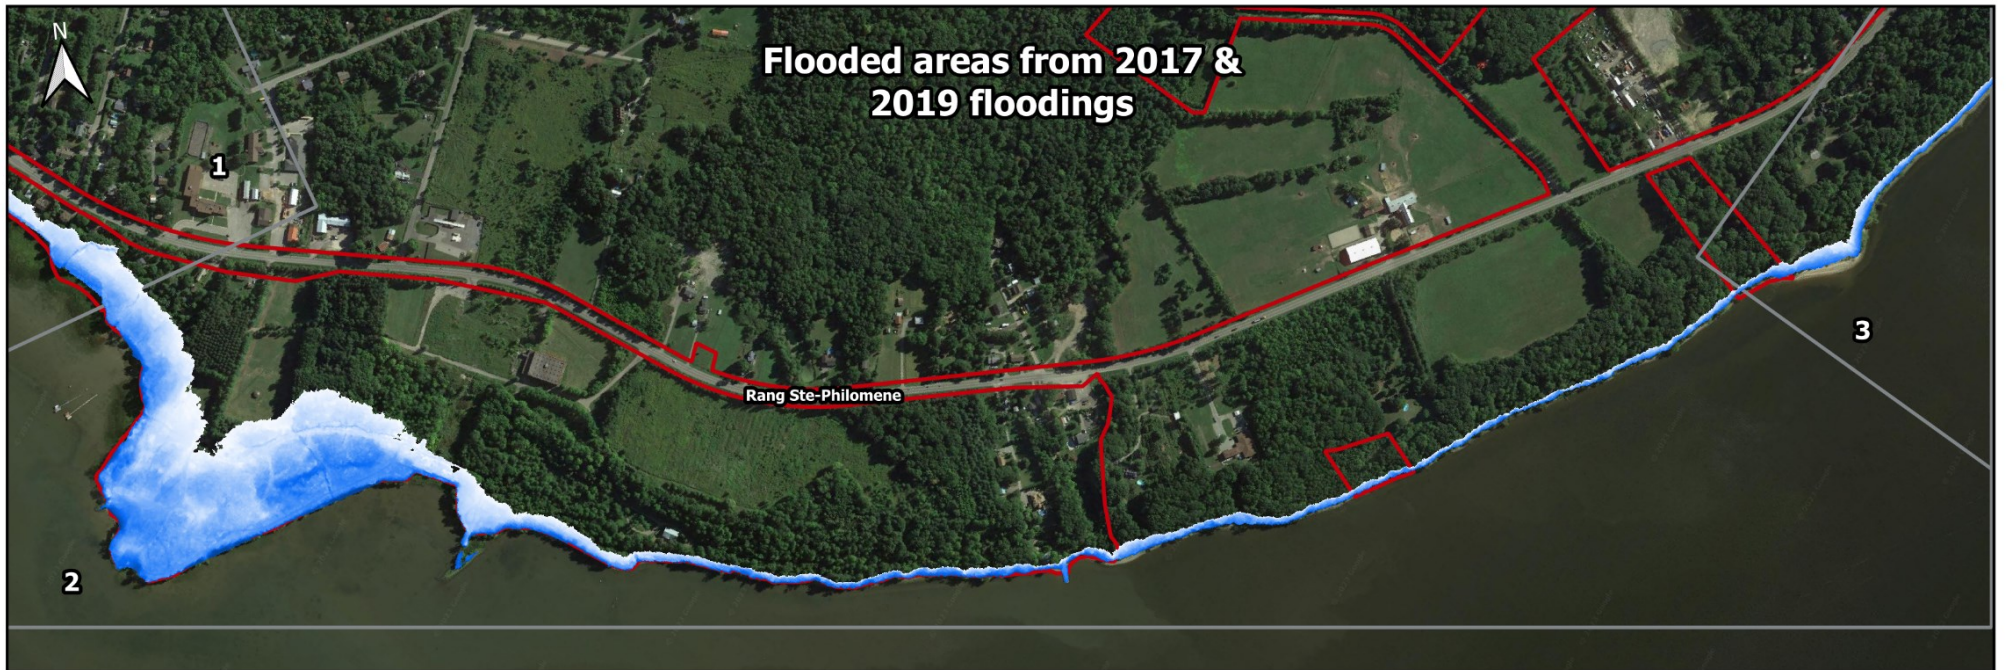 N
Flooded areas from 2017 &
2019 floodings
1
3
Rang Ste-Philomene
2